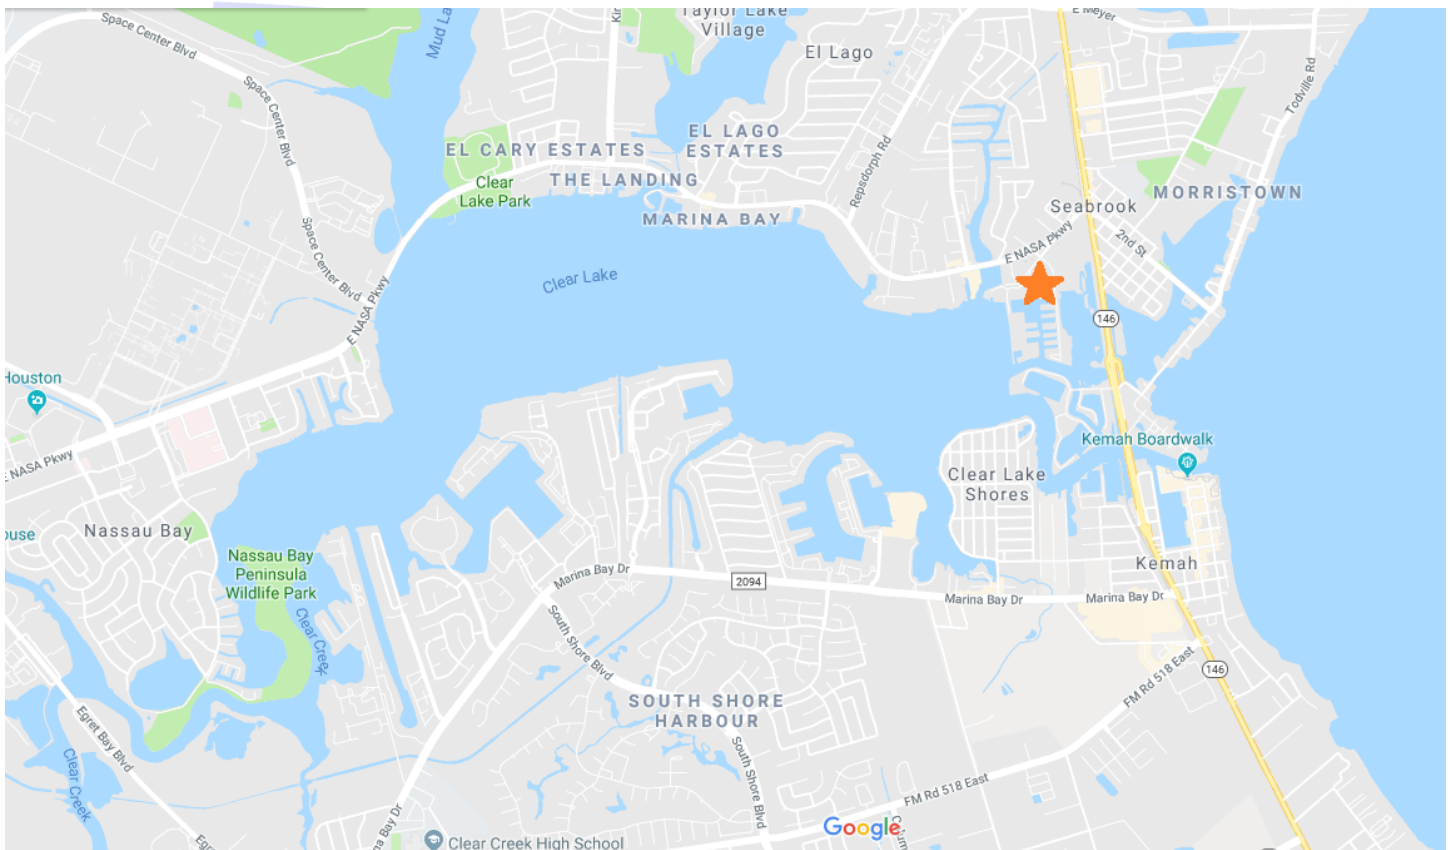 Space Center Blvd
Mud La
Kin
Taylor Lake
Village
E Meyer
El Lago
Space Center Blvd
Todville Rd
EL LAGO
ESTATES
EL CARY ESTATES
Repsdorph Rd
THE LANDING
Clear
Lake Park
MORRISTOWN
Seabrook
MARINA BAY
2nd St
E NASA Pkwy
Space Center Blvd
Clear Lake
E NASA Pkwy
146
Houston
Kemah Boardwalk
E NASA Pkwy
Clear Lake
Shores
Nassau Bay
ouse
Nassau Bay
Peninsula
Wildlife Park
Kemah
Marina Bay Dr
2094
Marina Bay Dr
Marina Bay Dr
Clear Creek
South Shore Blvd
146
FM Rd 518 East
SOUTH SHORE
HARBOUR
Egret Bay Blvd
South Shore Blvd
Clear Creek
FM Rd 518 East
Google
na Bay Dr
Clear Creek High School
Egr
Colum